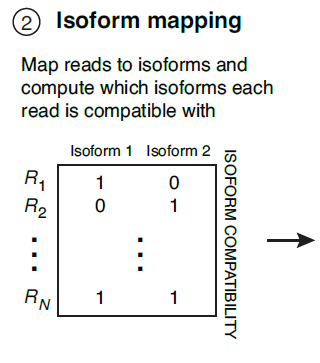 2 Isoform mapping
Map reads to isoforms and
compute which isoforms each
read is compatible with
Isoform 1 Isoform 2
R1 1 0
R2 0 1
RN 1 1
ISOFORM COMPATIBILITY